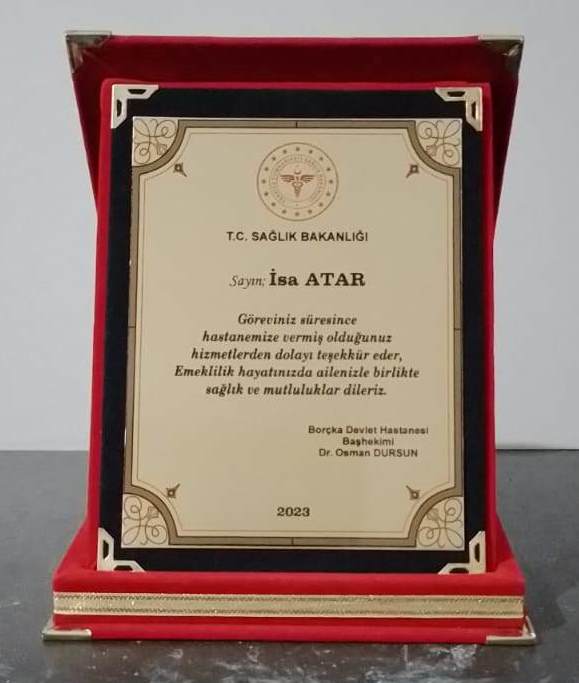 T.C. SAĞLIK BAKANLIĞI
Sayın; İsa ATAR
Göreviniz süresince
hastanemize vermiş olduğunuz
hizmetlerden dolayı teşekkür eder,
Emeklilik hayatınızda ailenizle birlikte
sağlık ve mutluluklar dileriz.
Borçka Devlet Hastanesi
Başhekimi
Dr. Osman DURSUN
2023